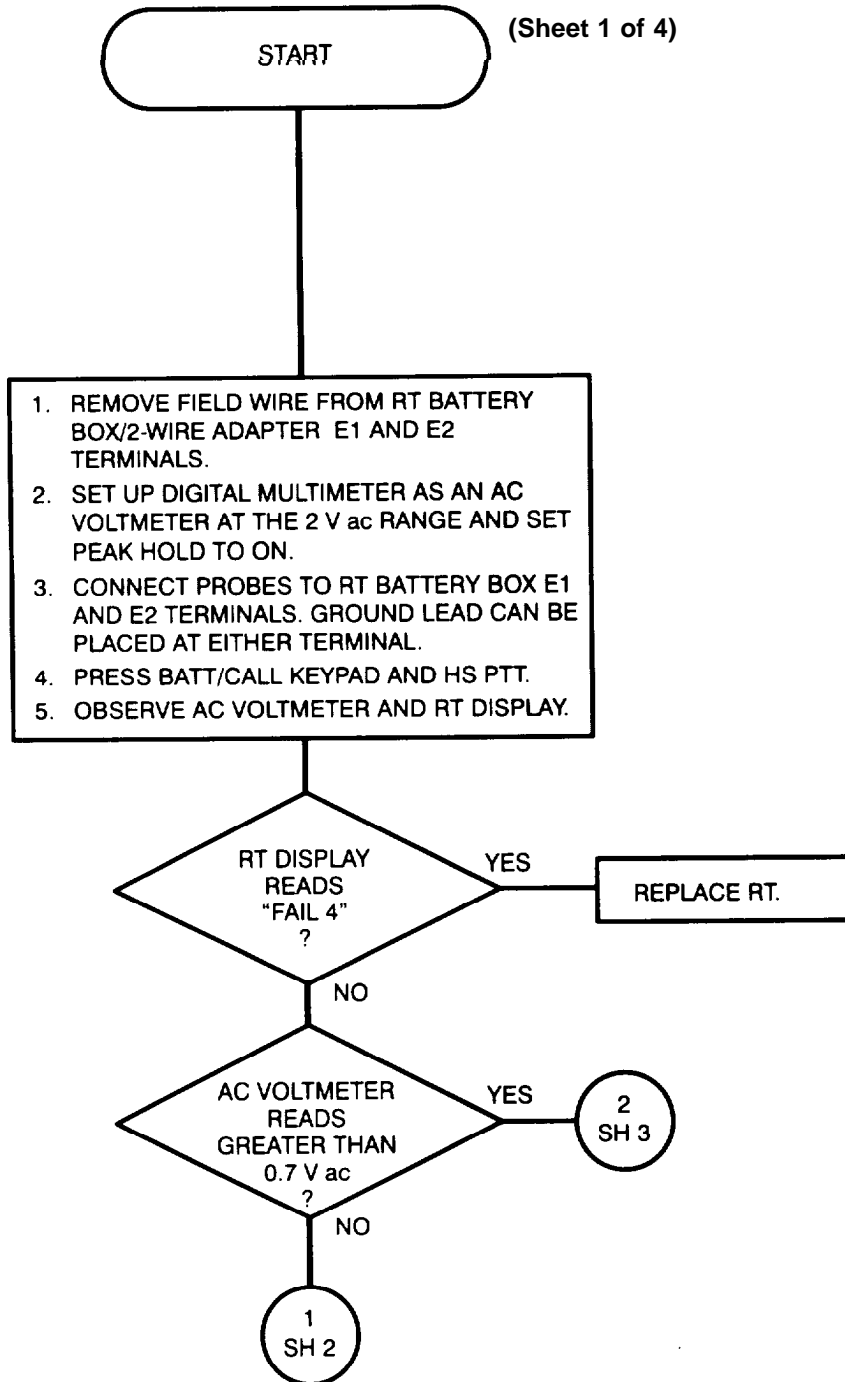 (Sheet 1 of 4)
START
1. REMOVE FIELD WIRE FROM RT BATTERY
BOX/2-WIRE ADAPTER E1 AND E2
TERMINALS.
2. SET UP DIGITAL MULTIMETER AS AN AC
VOLTMETER AT THE 2 V ac RANGE AND SET
PEAK HOLD TO ON.
3. CONNECT PROBES TO RT BATTERY BOX E1
AND E2 TERMINALS. GROUND LEAD CAN BE
PLACED AT EITHER TERMINAL.
4. PRESS BATT/CALL KEYPAD AND HS PTT.
5. OBSERVE AC VOLTMETER AND RT DISPLAY.
RT DISPLAY
READS
"FAIL 4"
?
YES
REPLACE RT.
NO
AC VOLTMETER
READS
GREATER THAN
0.7 V ac
?
YES
2
SH 3
NO
1
SH 2